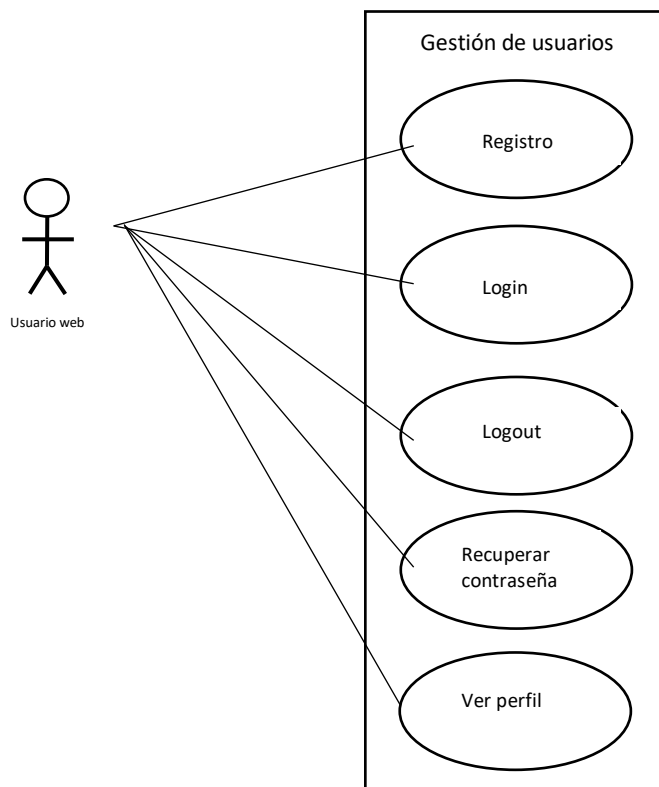 Gestión de usuarios
Registro
Usuario web
Login
Logout
Recuperar
contraseña
Ver perfil